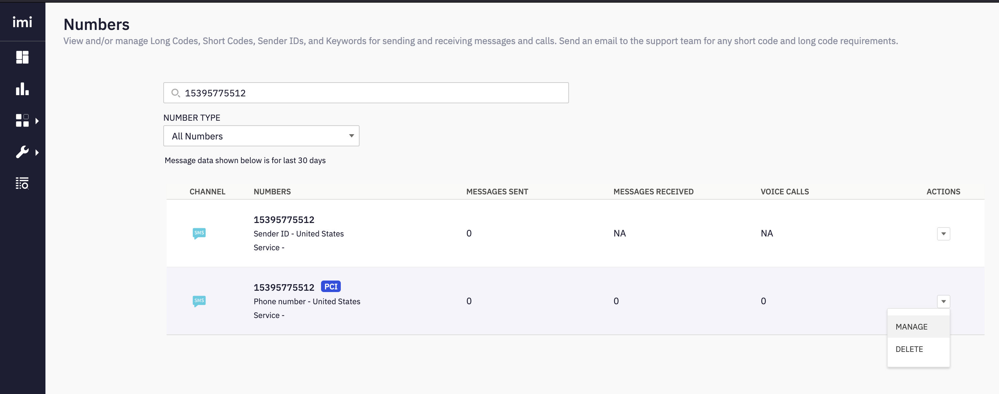 imi
Numbers
View and/or manage Long Codes, Short Codes, Sender IDs, and Keywords for sending and receiving messages and calls. Send an email to the support team for any short code and long code requirements.
15395775512
NUMBER TYPE
All Numbers
Message data shown below is for last 30 days
CHANNEL NUMBERS MESSAGES SENT MESSAGES RECEIVED VOICE CALLS ACTIONS
15395775512
SMS Sender ID - United States 0 NA NA
Service -
15395775512 PCI
SMS Phone number - United States 0 0 0
Service -
MANAGE
DELETE